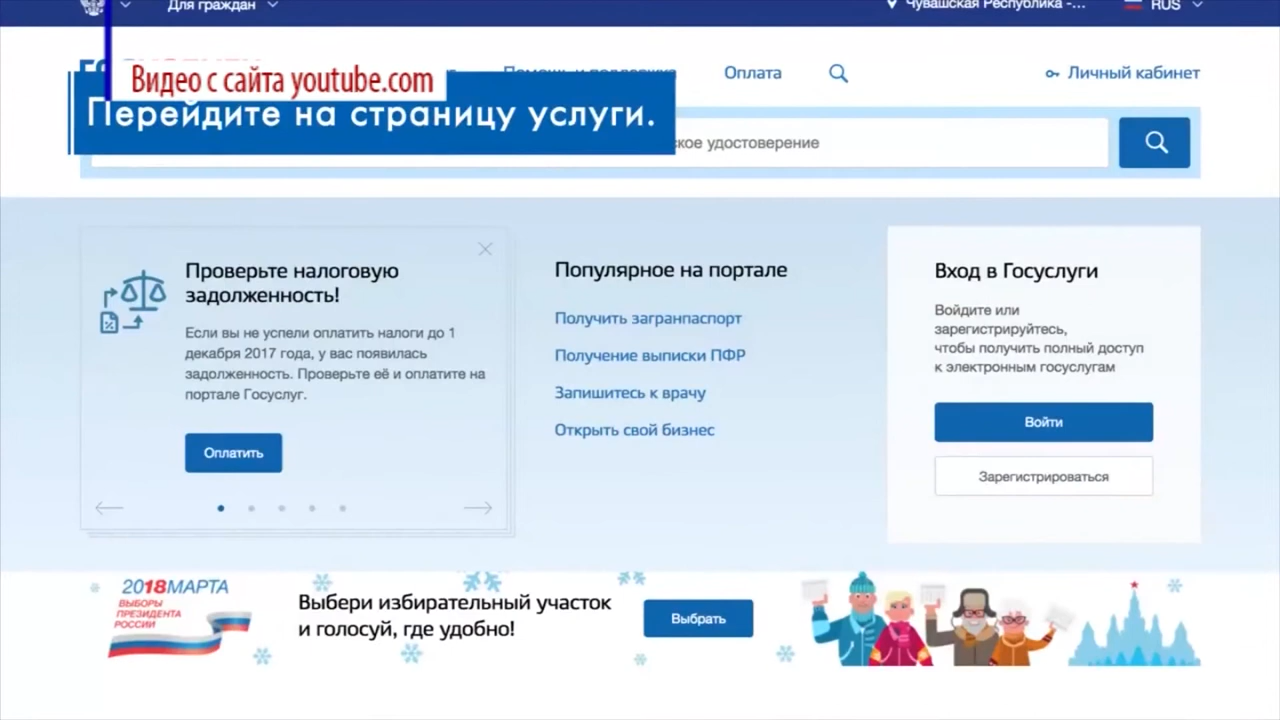 Для граждан
Чувашская Республика -...
RUS
Видео с сайта youtube.com
Оплата
Личный кабинет
Перейдите на страницу услуги.
удостоверение
Проверьте налоговую
задолженность!
Если вы не успели оплатить налоги до 1
декабря 2017 года, у вас появилась
задолженность. Проверьте её и оплатите на
портале Госуслуг.
Оплатить
Популярное на портале
Получить загранпаспорт
Получение выписки ПФР
Запишитесь к врачу
Открыть свой бизнес
Вход в Госуслуги
Войдите или
зарегистрируйтесь,
чтобы получить полный доступ
к электронным госуслугам
Войти
Зарегистрироваться
2018МАРТА
ВЫБОРЫ
ПРЕЗИДЕНТА
РОССИИ
Выбери избирательный участок
и голосуй, где удобно!
Выбрать